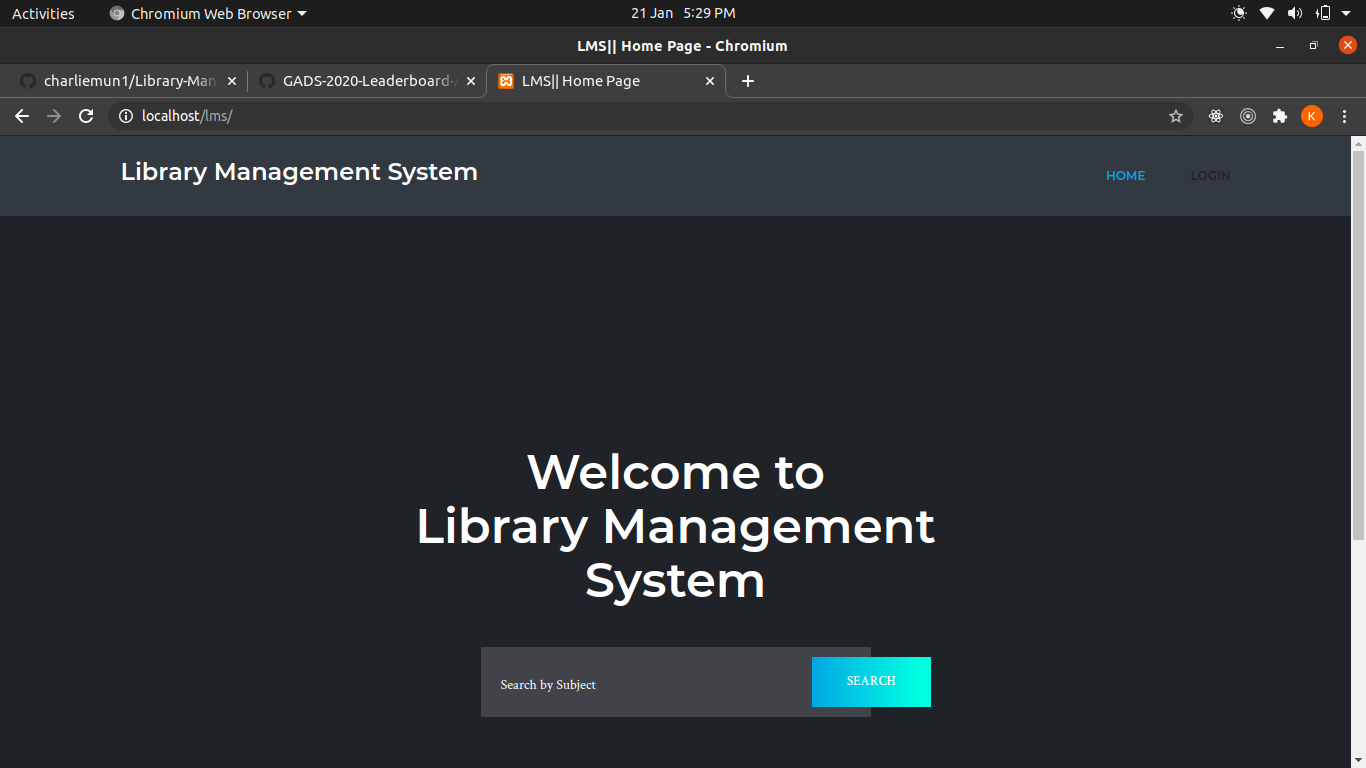 Activities Chromium Web Browser 21 Jan 5:29 PM
LMS|| Home Page - Chromium
charliemun1/Library-Man GADS-2020-Leaderboard- LMS|| Home Page
localhost/lms/ K
Library Management System HOME LOGIN
Welcome to
Library Management
System
Search by Subject SEARCH